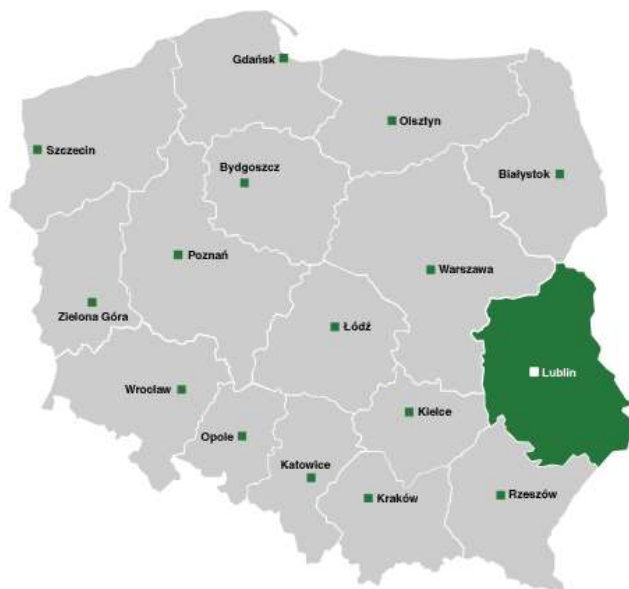 Gdańsk
Olsztyn
Szczecin
Bydgoszcz
Białystok
Poznań
Warszawa
Zielona Góra
Łódź
Lublin
Wrocław
Kielce
Opole
Katowice
Kraków
Rzeszów